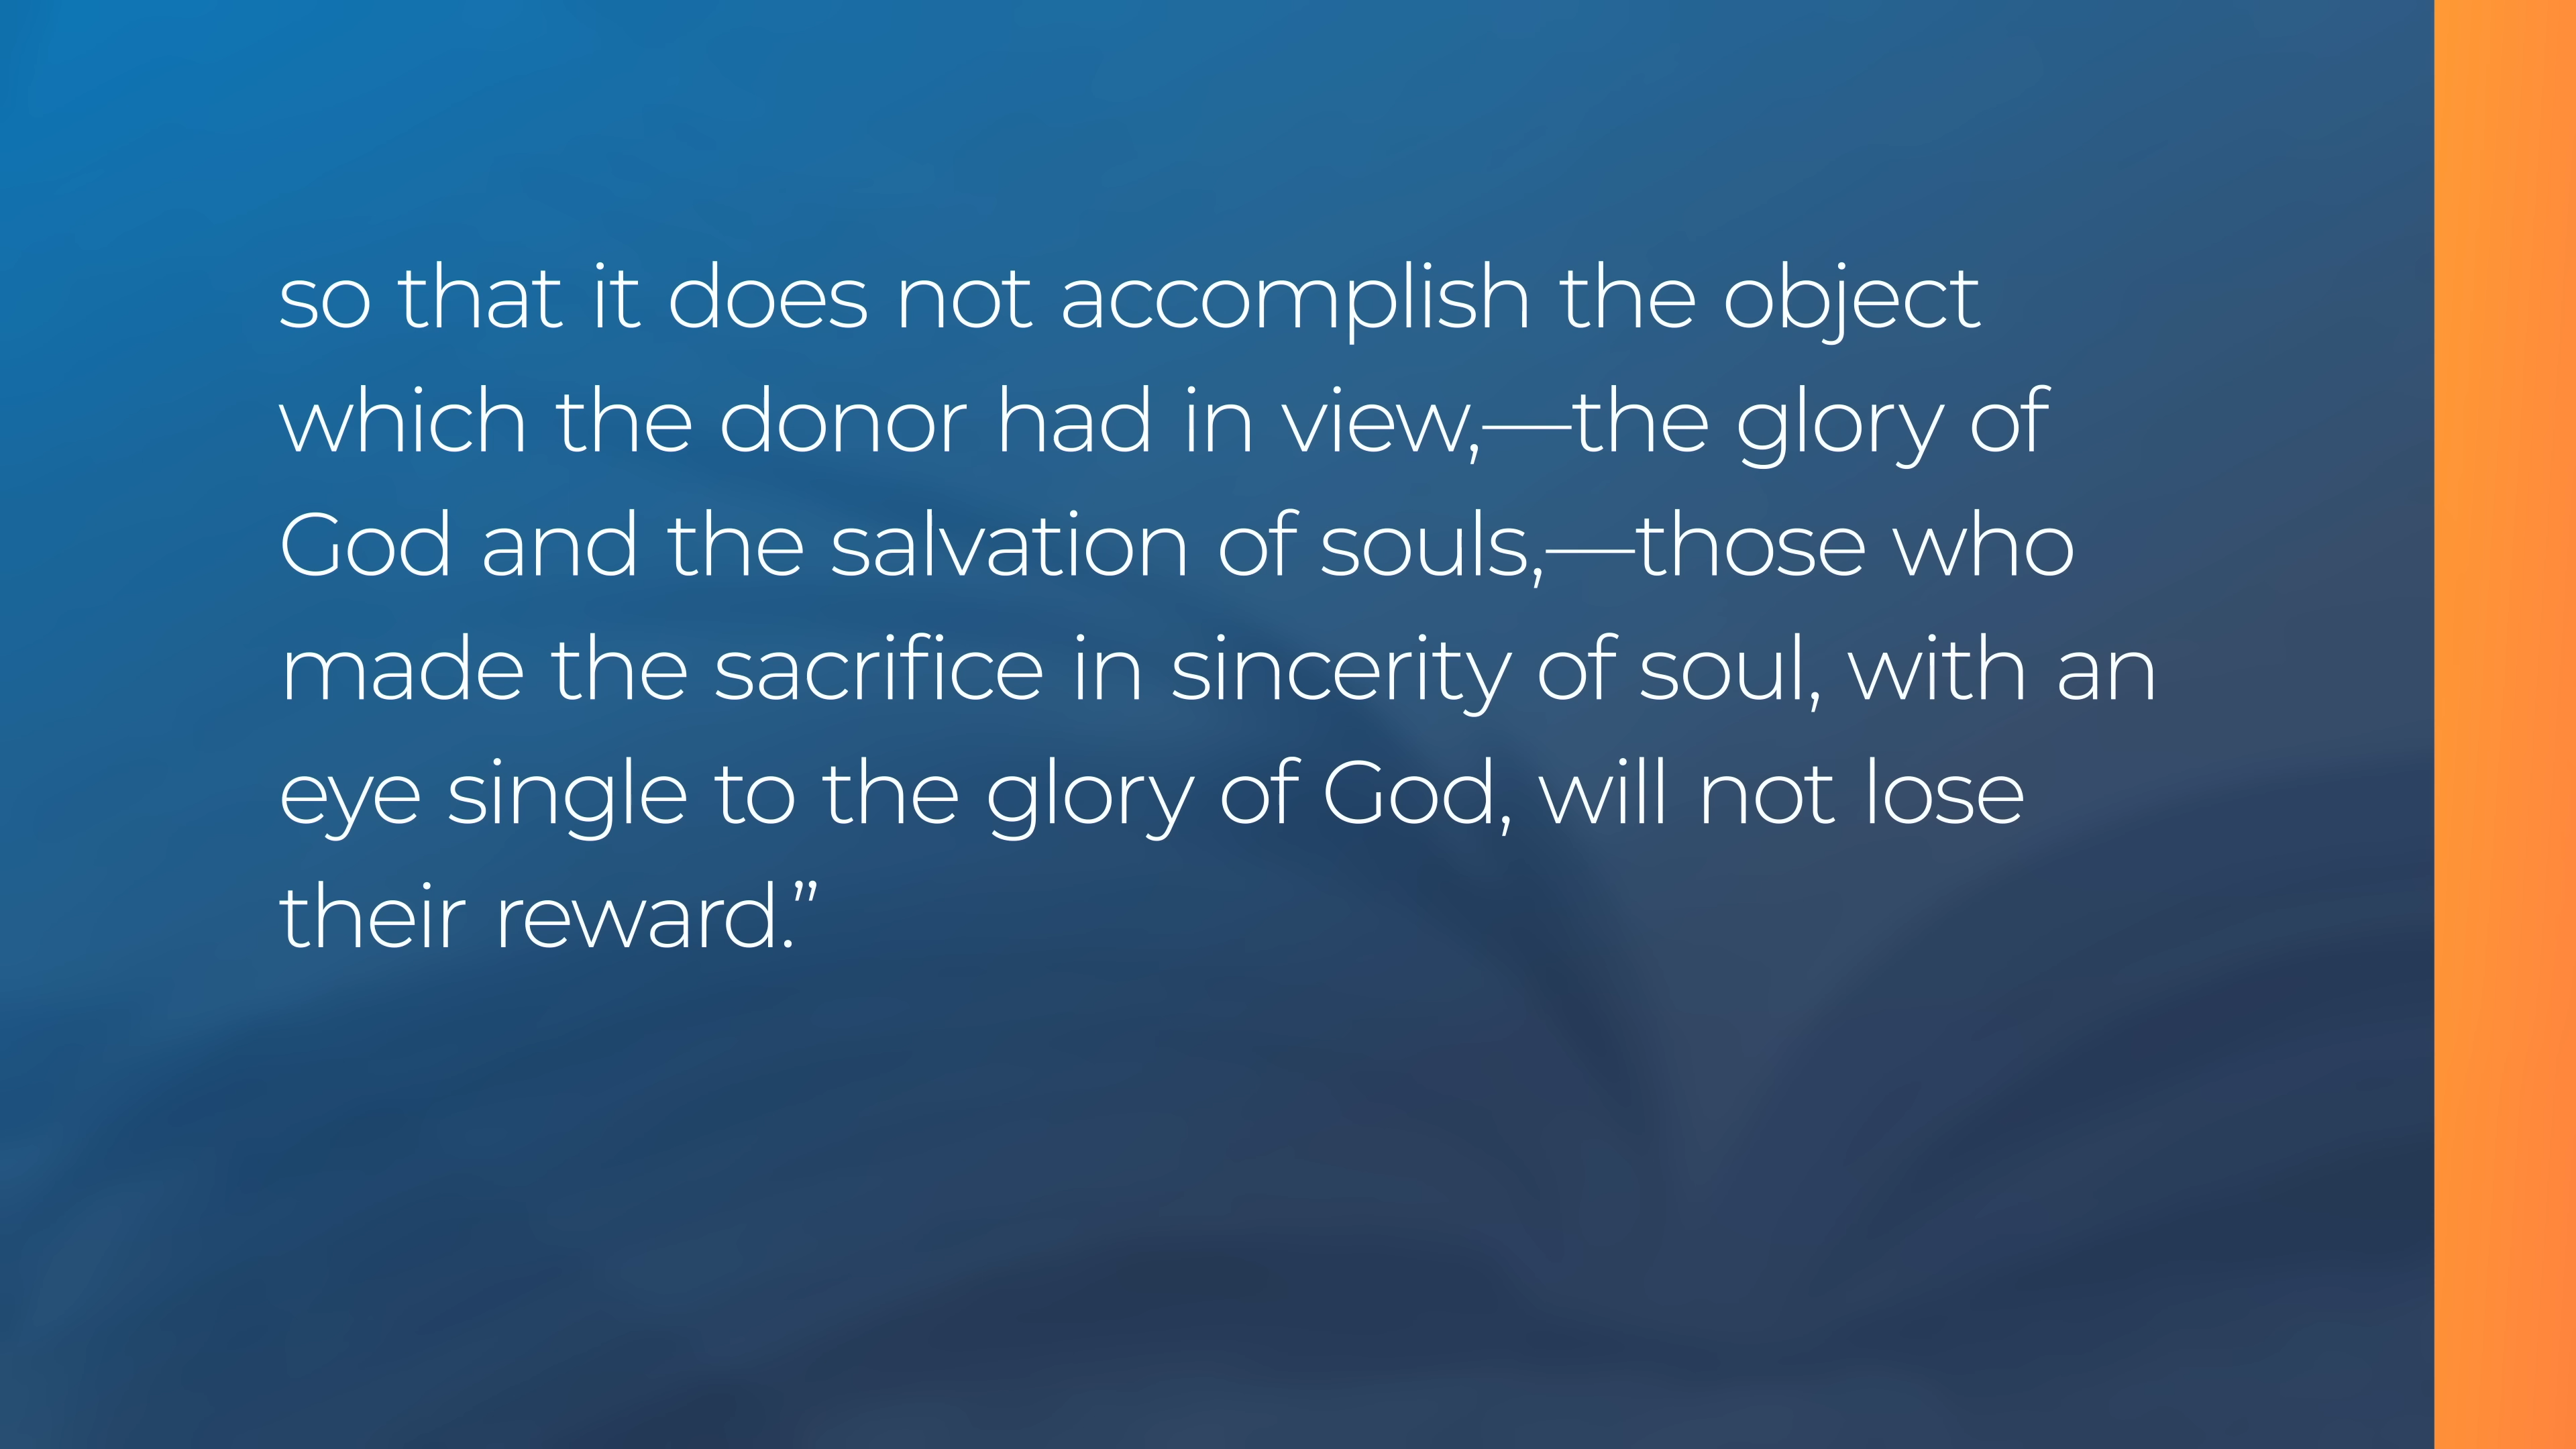 so that it does not accomplish the object
which the donor had in view,—the glory of
God and the salvation of souls,—those who
made the sacrifice in sincerity of soul, with an
eye single to the glory of God, will not lose
their reward.”